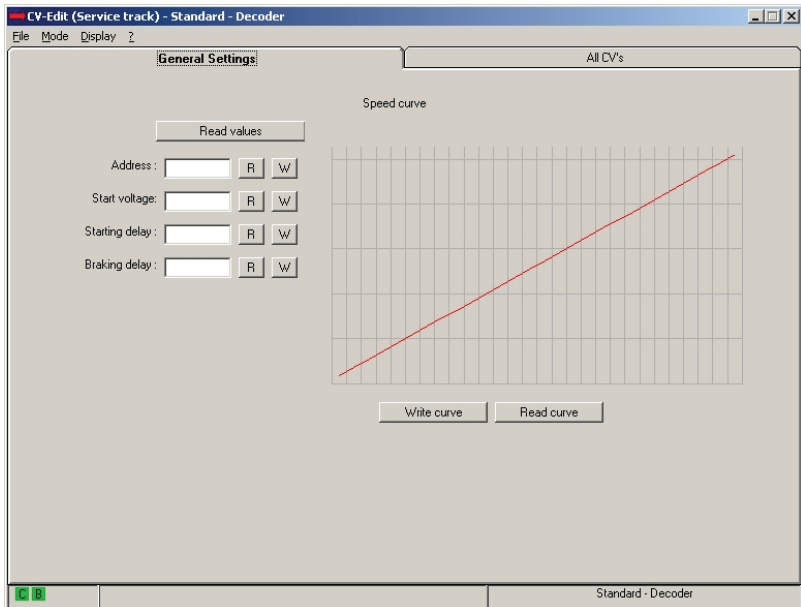 CV-Edit (Service track) - Standard - Decoder
File Mode Display ?
General Settings All CV's
Speed curve
Read values
Address : R W
Start voltage: R W
Starting delay : R W
Braking delay : R W
Write curve Read curve
C B Standard - Decoder